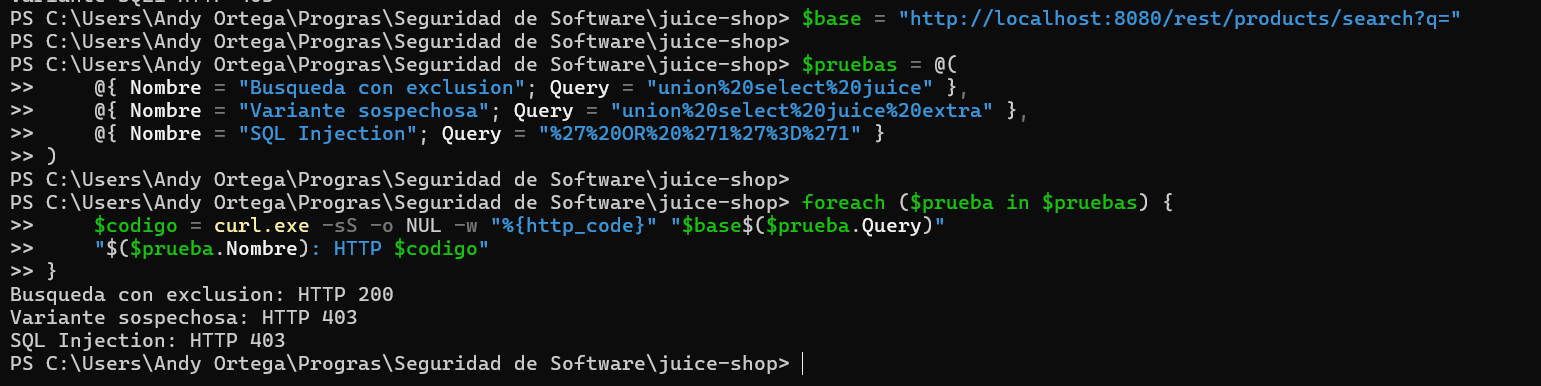 PS C:\Users\Andy Ortega\Progras\Seguridad de Software\juice-shop> $base = "http://localhost:8080/rest/products/search?q="
PS C:\Users\Andy Ortega\Progras\Seguridad de Software\juice-shop>
PS C:\Users\Andy Ortega\Progras\Seguridad de Software\juice-shop> $pruebas = @(
>>     @{ Nombre = "Busqueda con exclusion"; Query = "union%20select%20juice" },
>>     @{ Nombre = "Variante sospechosa"; Query = "union%20select%20juice%20extra" },
>>     @{ Nombre = "SQL Injection"; Query = "%27%20OR%20%271%27%3D%271" }
>> )
PS C:\Users\Andy Ortega\Progras\Seguridad de Software\juice-shop>
PS C:\Users\Andy Ortega\Progras\Seguridad de Software\juice-shop> foreach ($prueba in $pruebas) {
>>     $codigo = curl.exe -sS -o NUL -w "%{http_code}" "$base$($prueba.Query)"
>>     "$($prueba.Nombre): HTTP $codigo"
>> }
Busqueda con exclusion: HTTP 200
Variante sospechosa: HTTP 403
SQL Injection: HTTP 403
PS C:\Users\Andy Ortega\Progras\Seguridad de Software\juice-shop>